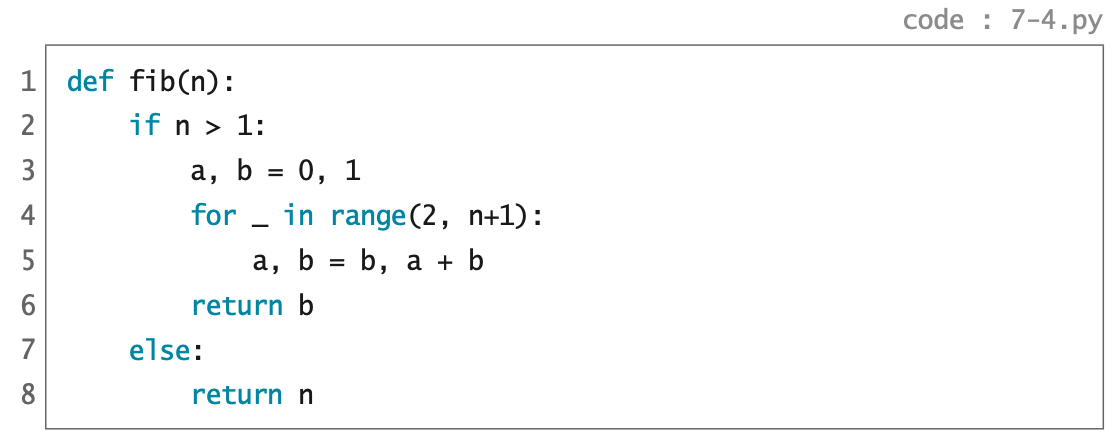 code : 7-4.py
1 def fib(n):
2     if n > 1:
3         a, b = 0, 1
4         for _ in range(2, n+1):
5             a, b = b, a + b
6         return b
7     else:
8         return n